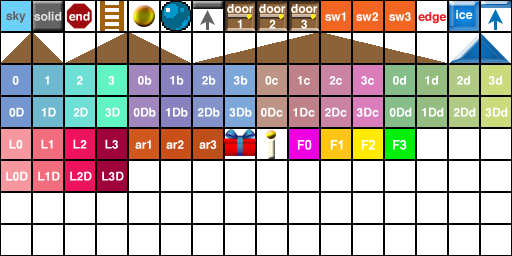 sky solid end door 1 door 2 door 3 sw1 sw2 sw3 edge ice
0 1 2 3 0b 1b 2b 3b 0c 1c 2c 3c 0d 1d 2d 3d
0D 1D 2D 3D 0Db 1Db 2Db 3Db 0Dc 1Dc 2Dc 3Dc 0Dd 1Dd 2Dd 3Dd
L0 L1 L2 L3 ar1 ar2 ar3 F0 F1 F2 F3
L0D L1D L2D L3D